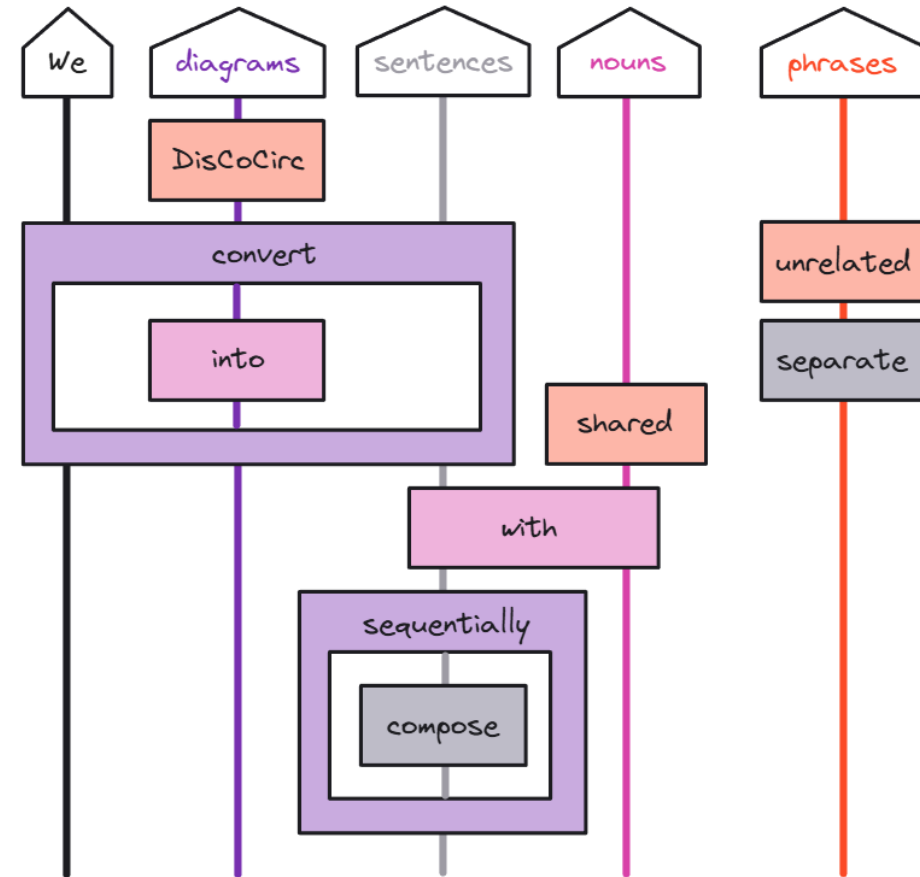 We diagrams sentences nouns phrases
DisCoCirc
convert
unrelated
into
separate
shared
with
sequentially
compose